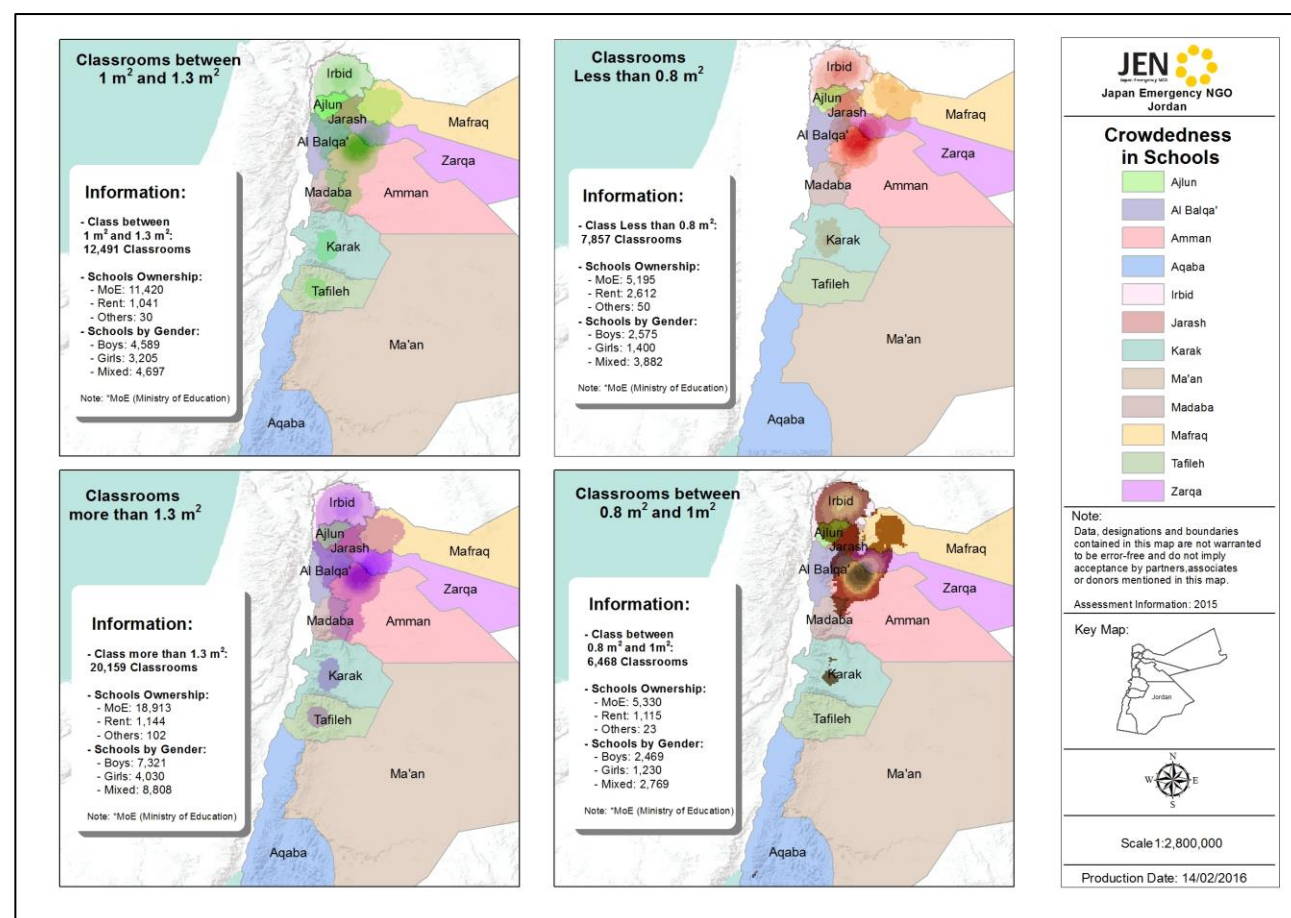 Classrooms between
1 m² and 1.3 m²
Irbid
Ajlun
Jarash
Mafraq
Al Balqa'
Zarqa
Madaba
Amman
Karak
Tafileh
Ma'an
Aqaba
Information:
- Class between
1 m² and 1.3 m²:
12,491 Classrooms
- Schools Ownership:
- MoE: 11,420
- Rent: 1,041
- Others: 30
- Schools by Gender:
- Boys: 4,589
- Girls: 3,205
- Mixed: 4,697
Note: *MoE (Ministry of Education)
Classrooms
Less than 0.8 m²
Irbid
Ajlun
Jarash
Mafraq
Al Balqa'
Zarqa
Madaba
Amman
Karak
Tafileh
Ma'an
Aqaba
Information:
- Class Less than 0.8 m²:
7,857 Classrooms
- Schools Ownership:
- MoE: 5,195
- Rent: 2,612
- Others: 50
- Schools by Gender:
- Boys: 2,575
- Girls: 1,400
- Mixed: 3,882
Note: *MoE (Ministry of Education)
Classrooms
more than 1.3 m²
Irbid
Ajlun
Jarash
Mafraq
Al Balqa'
Zarqa
Madaba
Amman
Karak
Tafileh
Ma'an
Aqaba
Information:
- Class more than 1.3 m²:
20,159 Classrooms
- Schools Ownership:
- MoE: 18,913
- Rent: 1,144
- Others: 102
- Schools by Gender:
- Boys: 7,321
- Girls: 4,030
- Mixed: 8,808
Note: *MoE (Ministry of Education)
Classrooms between
0.8 m² and 1m²
Irbid
Ajlun
Jarash
Mafraq
Al Balqa'
Zarqa
Madaba
Amman
Karak
Tafileh
Ma'an
Aqaba
Information:
- Class between
0.8 m² and 1m²:
6,468 Classrooms
- Schools Ownership:
- MoE: 5,330
- Rent: 1,115
- Others: 23
- Schools by Gender:
- Boys: 2,469
- Girls: 1,230
- Mixed: 2,769
Note: *MoE (Ministry of Education)
JEN
Japan Emergency NGO
Japan Emergency NGO
Jordan
Crowdedness
in Schools
Ajlun
Al Balqa'
Amman
Aqaba
Irbid
Jarash
Karak
Ma'an
Madaba
Mafraq
Tafileh
Zarqa
Note:
Data, designations and boundaries
contained in this map are not warranted
to be error-free and do not imply
acceptance by partners,associates
or donors mentioned in this map.
Assessment Information: 2015
Key Map:
Jordan
N
W E
S
Scale1:2,800,000
Production Date: 14/02/2016